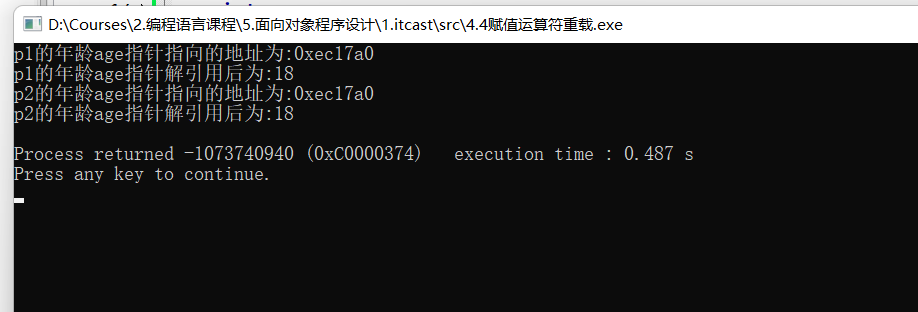 D:\Courses\2.编程语言课程\5.面向对象程序设计\1.itcast\src\4.4赋值运算符重载.exe
p1的年龄age指针指向的地址为:0xec17a0
p1的年龄age指针解引用后为:18
p2的年龄age指针指向的地址为:0xec17a0
p2的年龄age指针解引用后为:18
Process returned -1073740940 (0xC0000374)   execution time : 0.487 s
Press any key to continue.